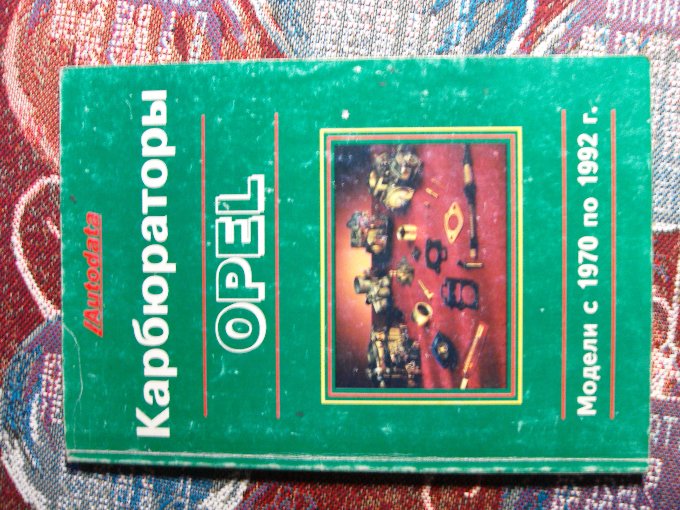 Autodata
Карбюраторы
OPEL
Модели с 1970 по 1992 г.